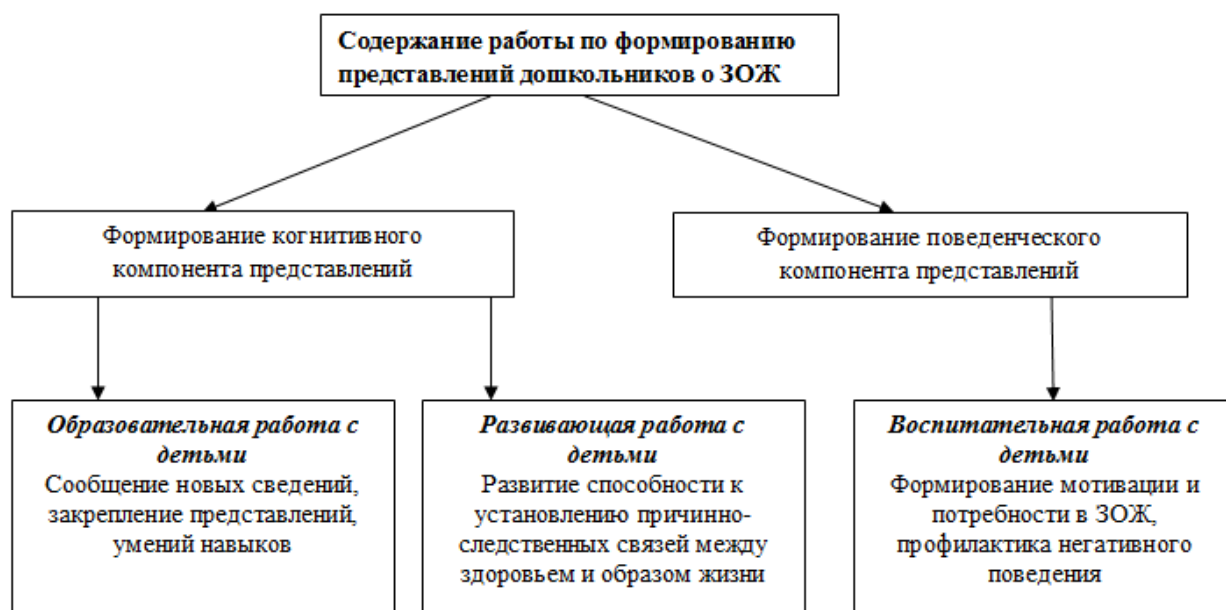 Содержание работы по формированию
представлений дошкольников о ЗОЖ
Формирование когнитивного
компонента представлений
Формирование поведенческого
компонента представлений
Образовательная работа с
детьми
Сообщение новых сведений,
закрепление представлений,
умений навыков
Развивающая работа с
детьми
Развитие способности к
установлению причинно-
следственных связей между
здоровьем и образом жизни
Воспитательная работа с
детьми
Формирование мотивации и
потребности в ЗОЖ,
профилактика негативного
поведения